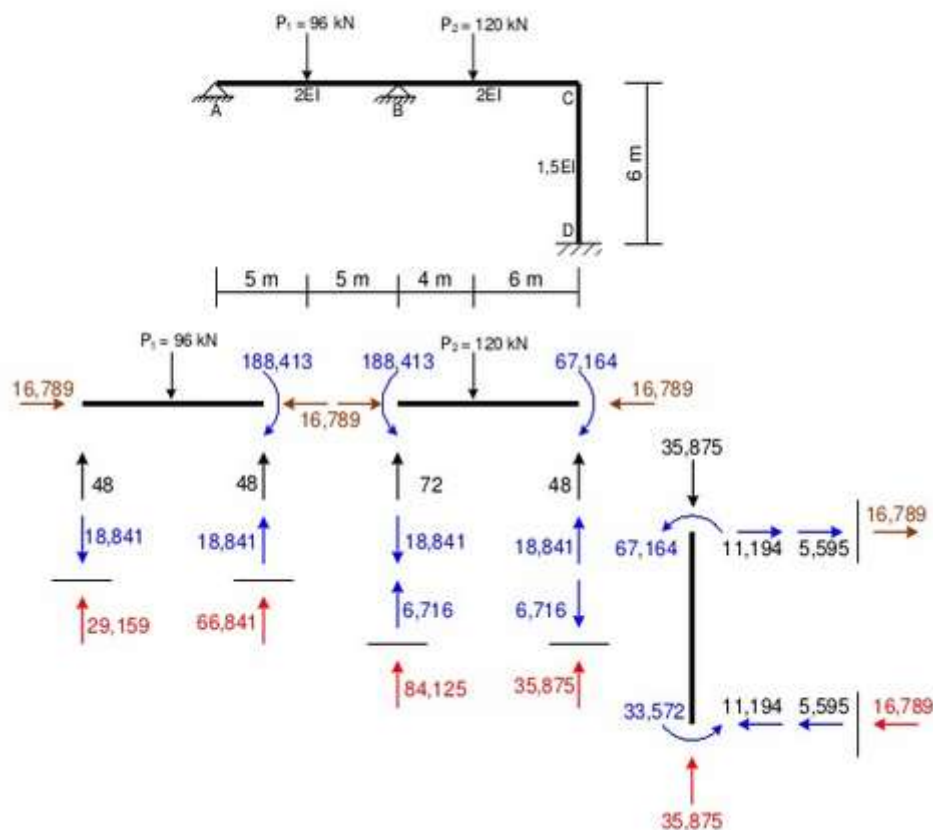 P₁ = 96 kN P₂ = 120 kN
2EI 2EI
A B C
1,5EI 6 m
D
5 m 5 m 4 m 6 m
P₁ = 96 kN 188,413 188,413 P₂ = 120 kN 67,164
16,789 16,789 16,789
35,875
48 48 72 48
16,789
18,841 18,841 18,841 18,841 67,164 11,194 5,595
29,159 66,841 6,716 6,716
84,125 35,875 33,572 11,194 5,595 16,789
35,875